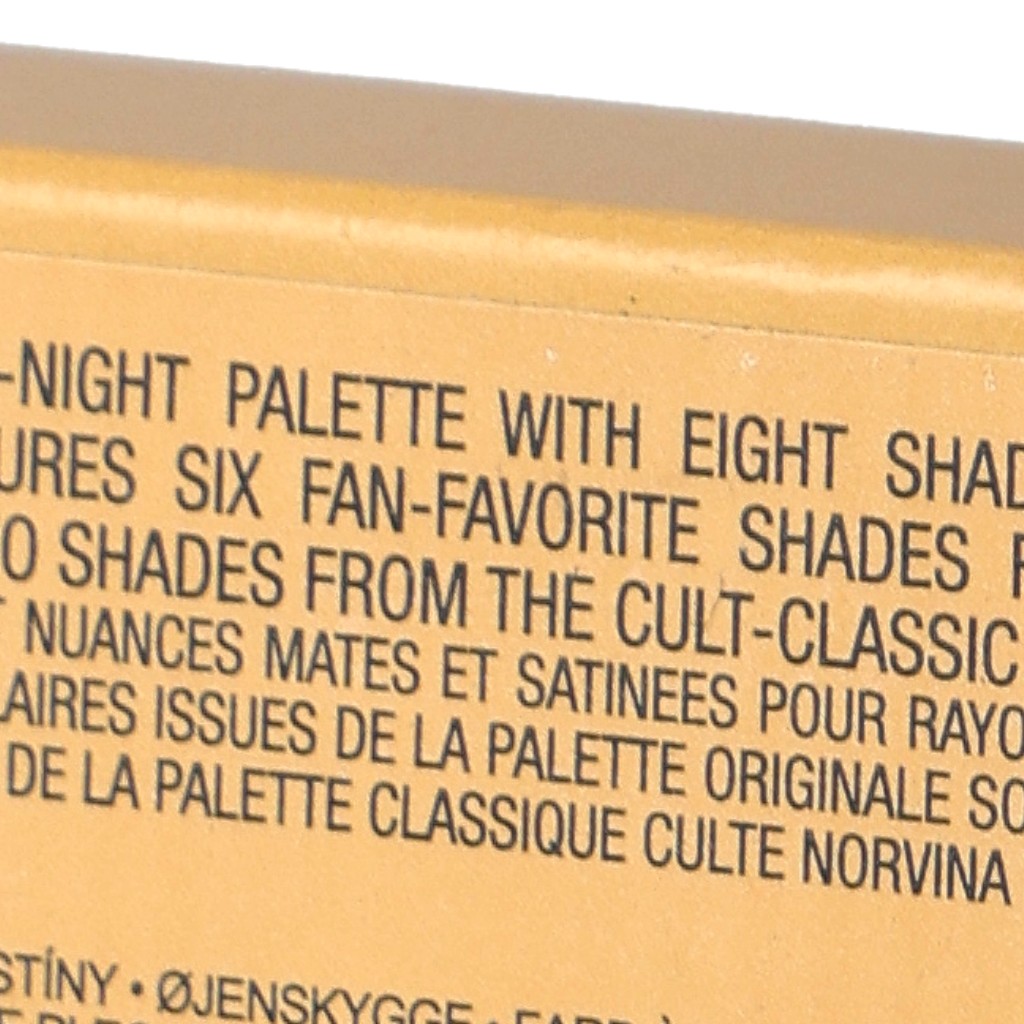 -NIGHT PALETTE WITH EIGHT SHAD
URES SIX FAN-FAVORITE SHADES F
O SHADES FROM THE CULT-CLASSIC
NUANCES MATES ET SATINEES POUR RAYO
LAIRES ISSUES DE LA PALETTE ORIGINALE SO
DE LA PALETTE CLASSIQUE CULTE NORVINA
STÍNY • ØJENSKYGGE •